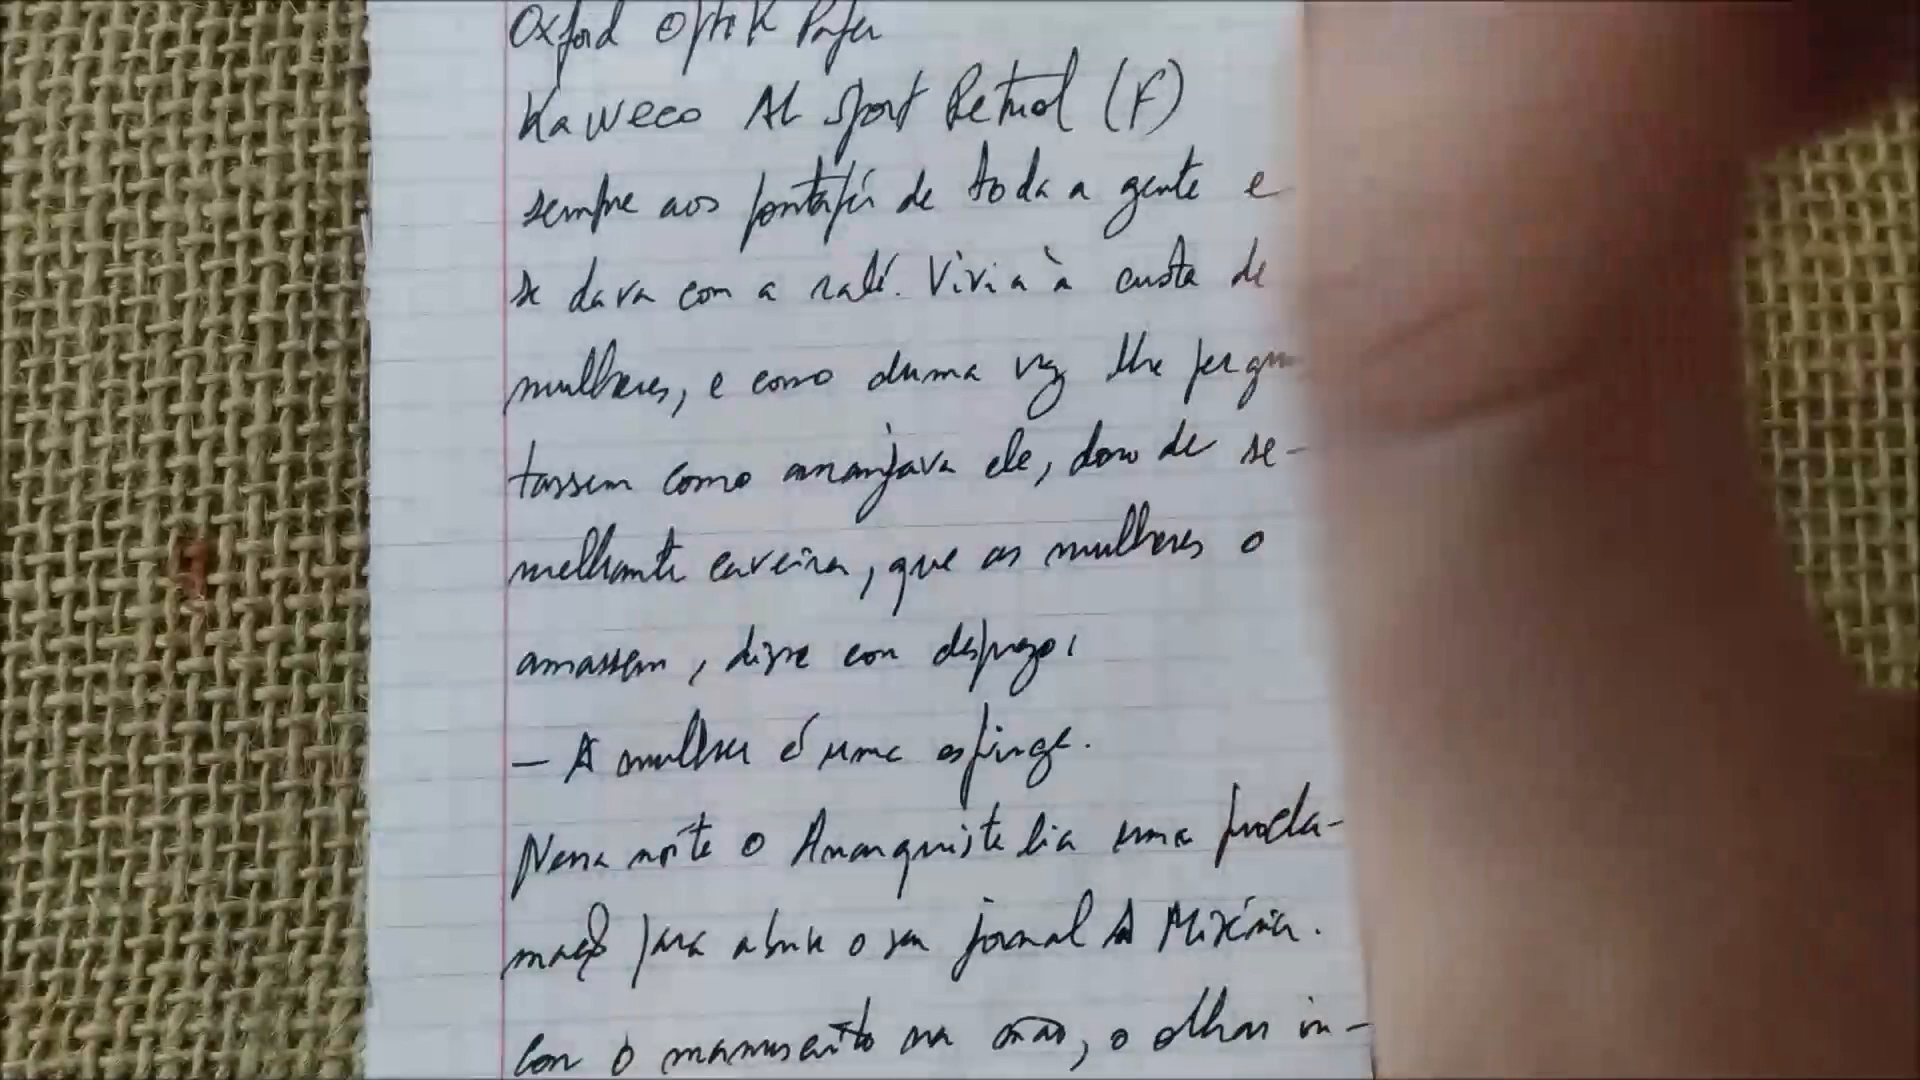 Oxford Optik Paper
Kaweco AL Sport Petrol (F)
sempre aos pontapés de toda a gente e
se dava com a ralé. Vivia à custa de
mulheres, e como duma vez lhe pergun
tassem como arranjava ele, dono de se-
melhante caveira, que as mulheres o
amassem, disse com desprezo:
— A mulher é uma esfinge.
Nessa noite o Anarquista lia uma procla-
mação para abrir o seu jornal A Miséria.
Con o manuscrito na mão, o olhar in-